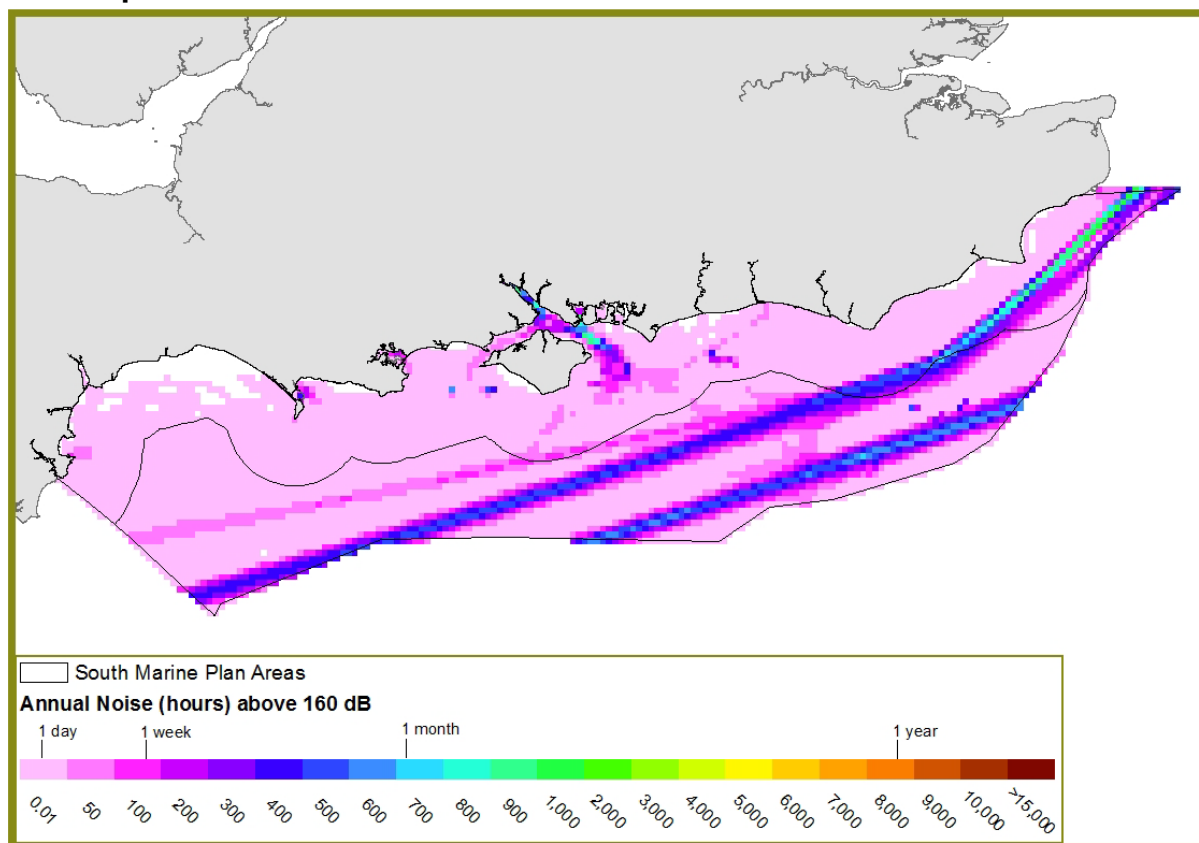 South Marine Plan Areas
Annual Noise (hours) above 160 dB
1 day 1 week 1 month 1 year
0.01 50 100 200 300 400 500 600 700 800 900 1,000 2,000 3,000 4,000 5,000 6,000 7,000 8,000 9,000 10,000 >15,000